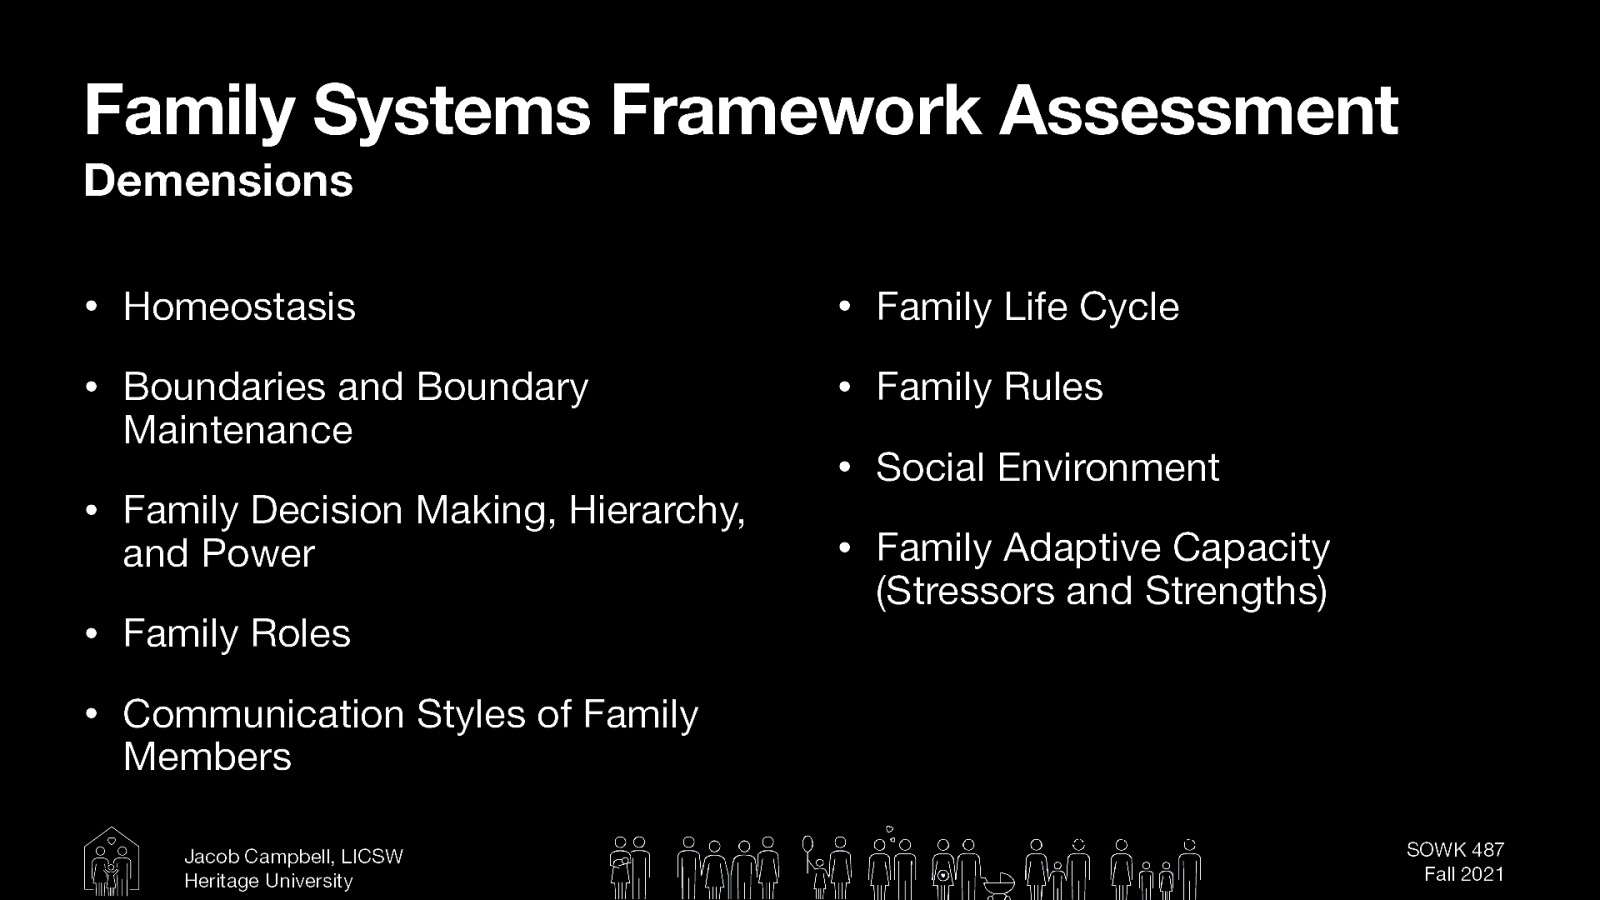 Family Systems Framework Assessment
Demensions
• Homeostasis
• Boundaries and Boundary
Maintenance
• Family Decision Making, Hierarchy,
and Power
• Family Roles
• Communication Styles of Family
Members
• Family Life Cycle
• Family Rules
• Social Environment
• Family Adaptive Capacity
(Stressors and Strengths)
Jacob Campbell, LICSW
Heritage University
SOWK 487
Fall 2021